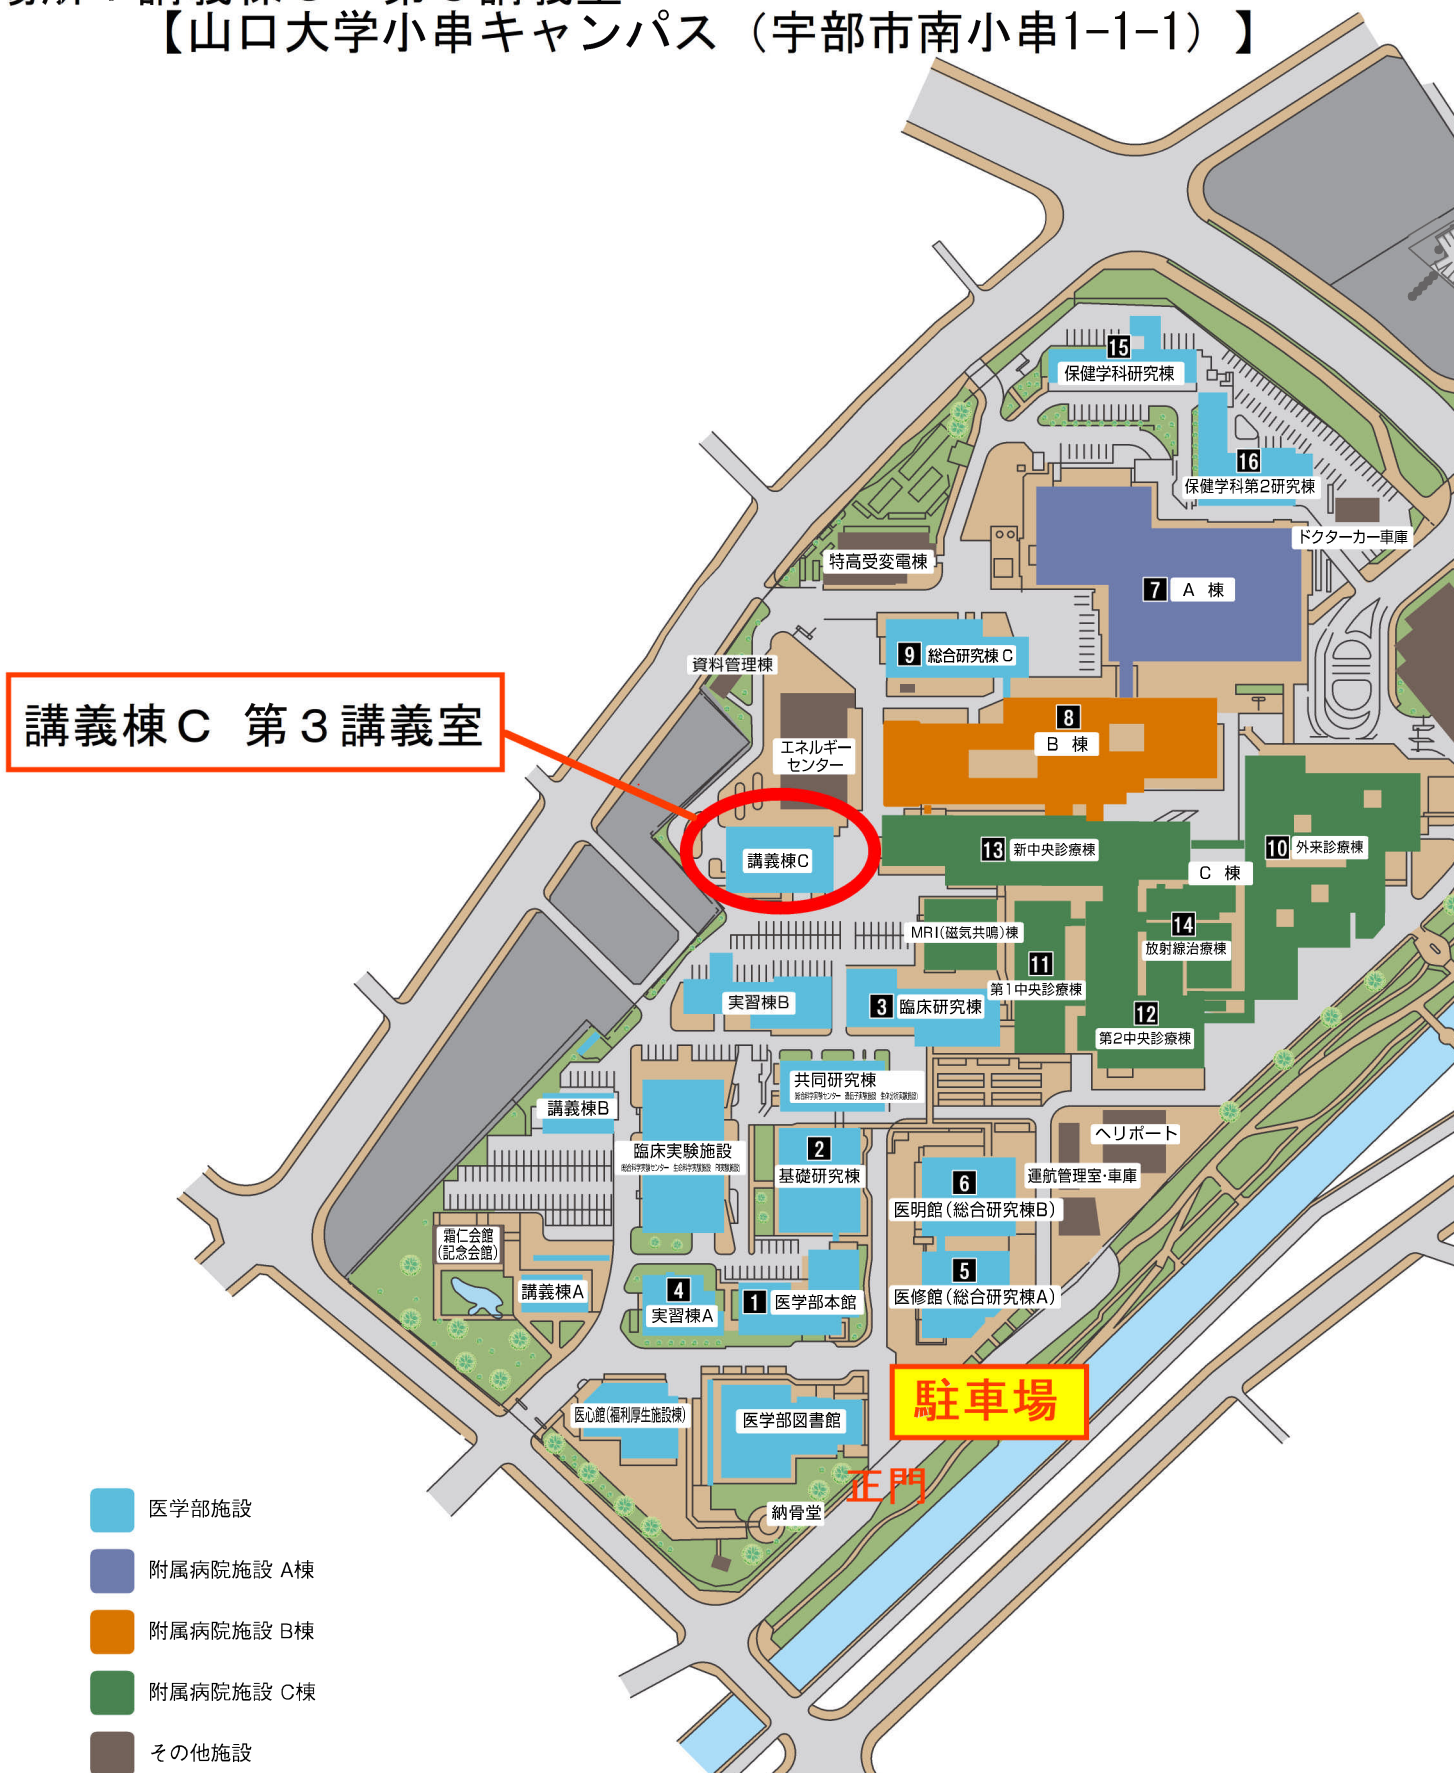 【山口大学小串キャンパス（宇部市南小串1-1-1）】
15
保健学科研究棟
16
保健学科第2研究棟
ドクターカー車庫
特高受変電棟
7 A 棟
9 総合研究棟C
資料管理棟
講義棟C 第3講義室
8
B 棟
エネルギー
センター
講義棟C
13 新中央診療棟
10 外来診療棟
C 棟
MRI(磁気共鳴)棟
14
放射線治療棟
11
第1中央診療棟
実習棟B
3 臨床研究棟
12
第2中央診療棟
共同研究棟
講義棟B
ヘリポート
臨床実験施設
2
基礎研究棟
運航管理室・車庫
6
医明館(総合研究棟B)
霜仁会館
(記念会館)
講義棟A
5
医修館(総合研究棟A)
4
実習棟A
1 医学部本館
駐車場
医心館(福利厚生施設棟)
医学部図書館
正門
納骨堂
医学部施設
附属病院施設 A棟
附属病院施設 B棟
附属病院施設 C棟
その他施設